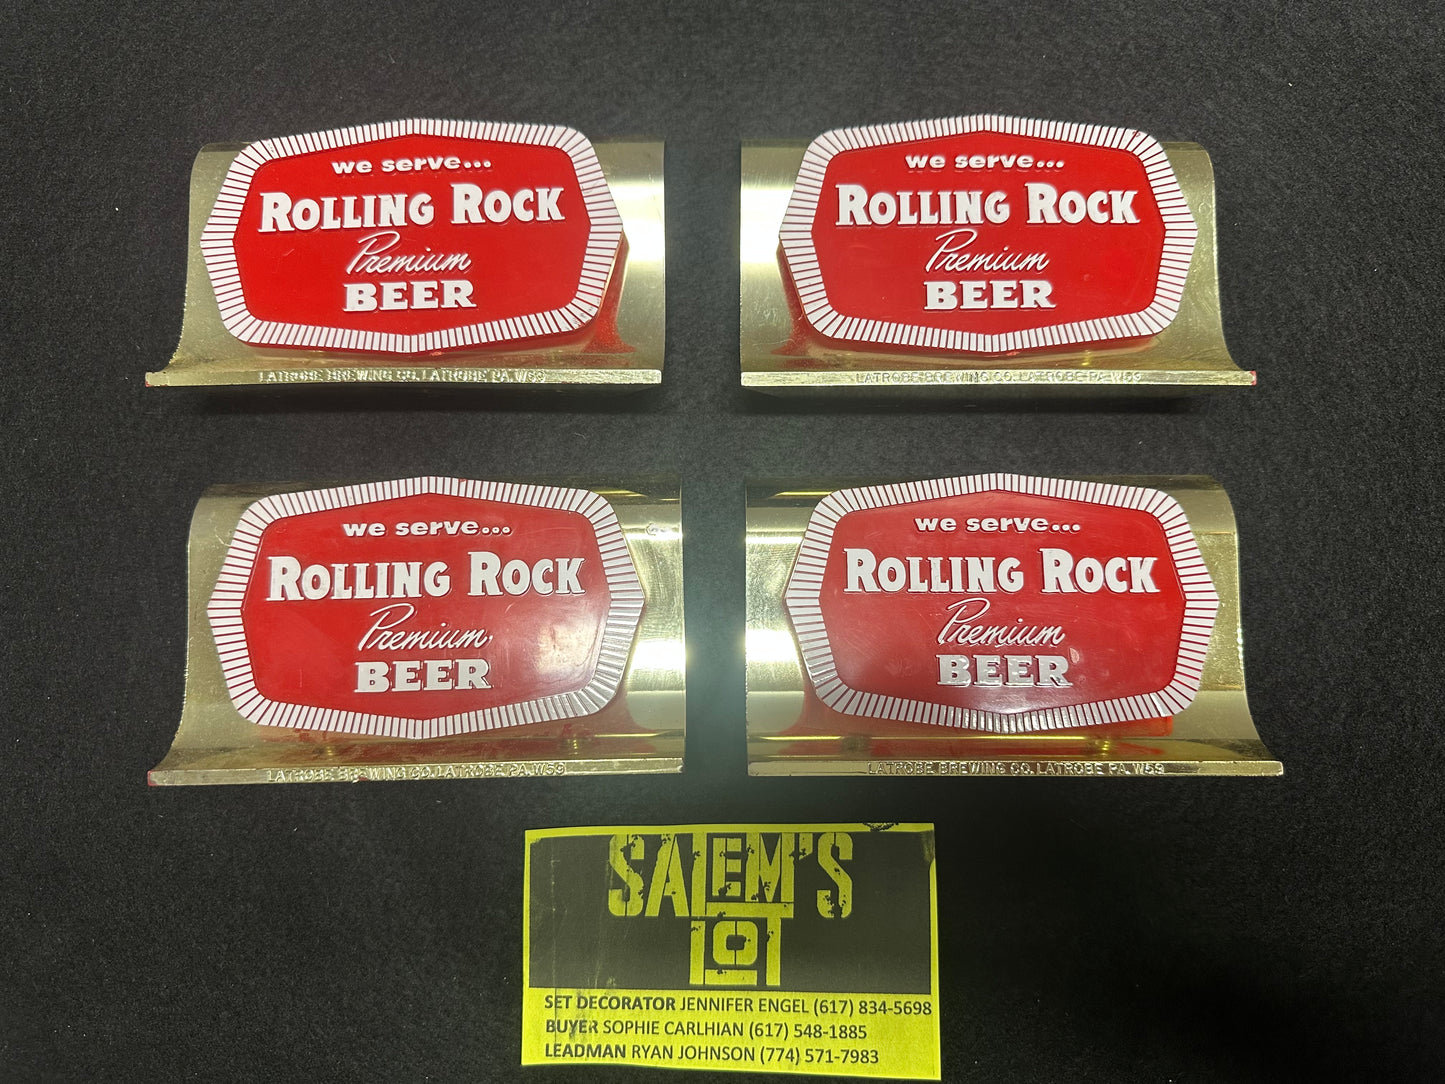 we serve...
ROLLING ROCK
Premium
BEER
LATROBE BREWING CO. LATROBE PA. W59
we serve...
ROLLING ROCK
Premium
BEER
LATROBE BREWING CO. LATROBE PA. W59
we serve...
ROLLING ROCK
Premium
BEER
LATROBE BREWING CO. LATROBE PA. W59
we serve...
ROLLING ROCK
Premium
BEER
LATROBE BREWING CO. LATROBE PA. W59
SALEM'S
LOT
SET DECORATOR JENNIFER ENGEL (617) 834-5698
BUYER SOPHIE CARLHIAN (617) 548-1885
LEADMAN RYAN JOHNSON (774) 571-7983